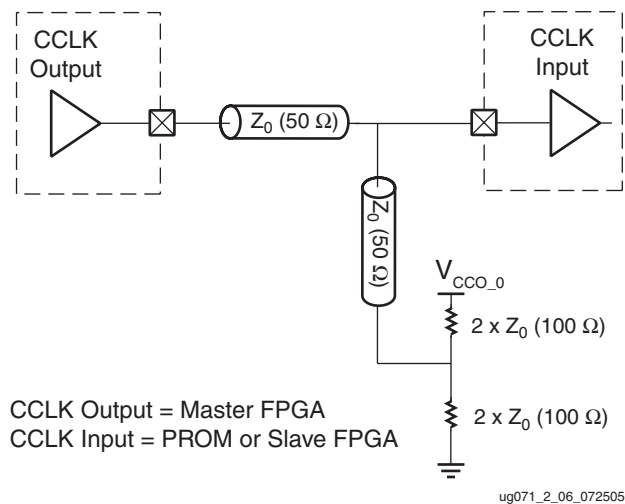 CCLK
Output
CCLK
Input
Z0 (50 Ω)
Z0 (50 Ω)
VCCO_0
2 x Z0 (100 Ω)
2 x Z0 (100 Ω)
CCLK Output = Master FPGA
CCLK Input = PROM or Slave FPGA
ug071_2_06_072505